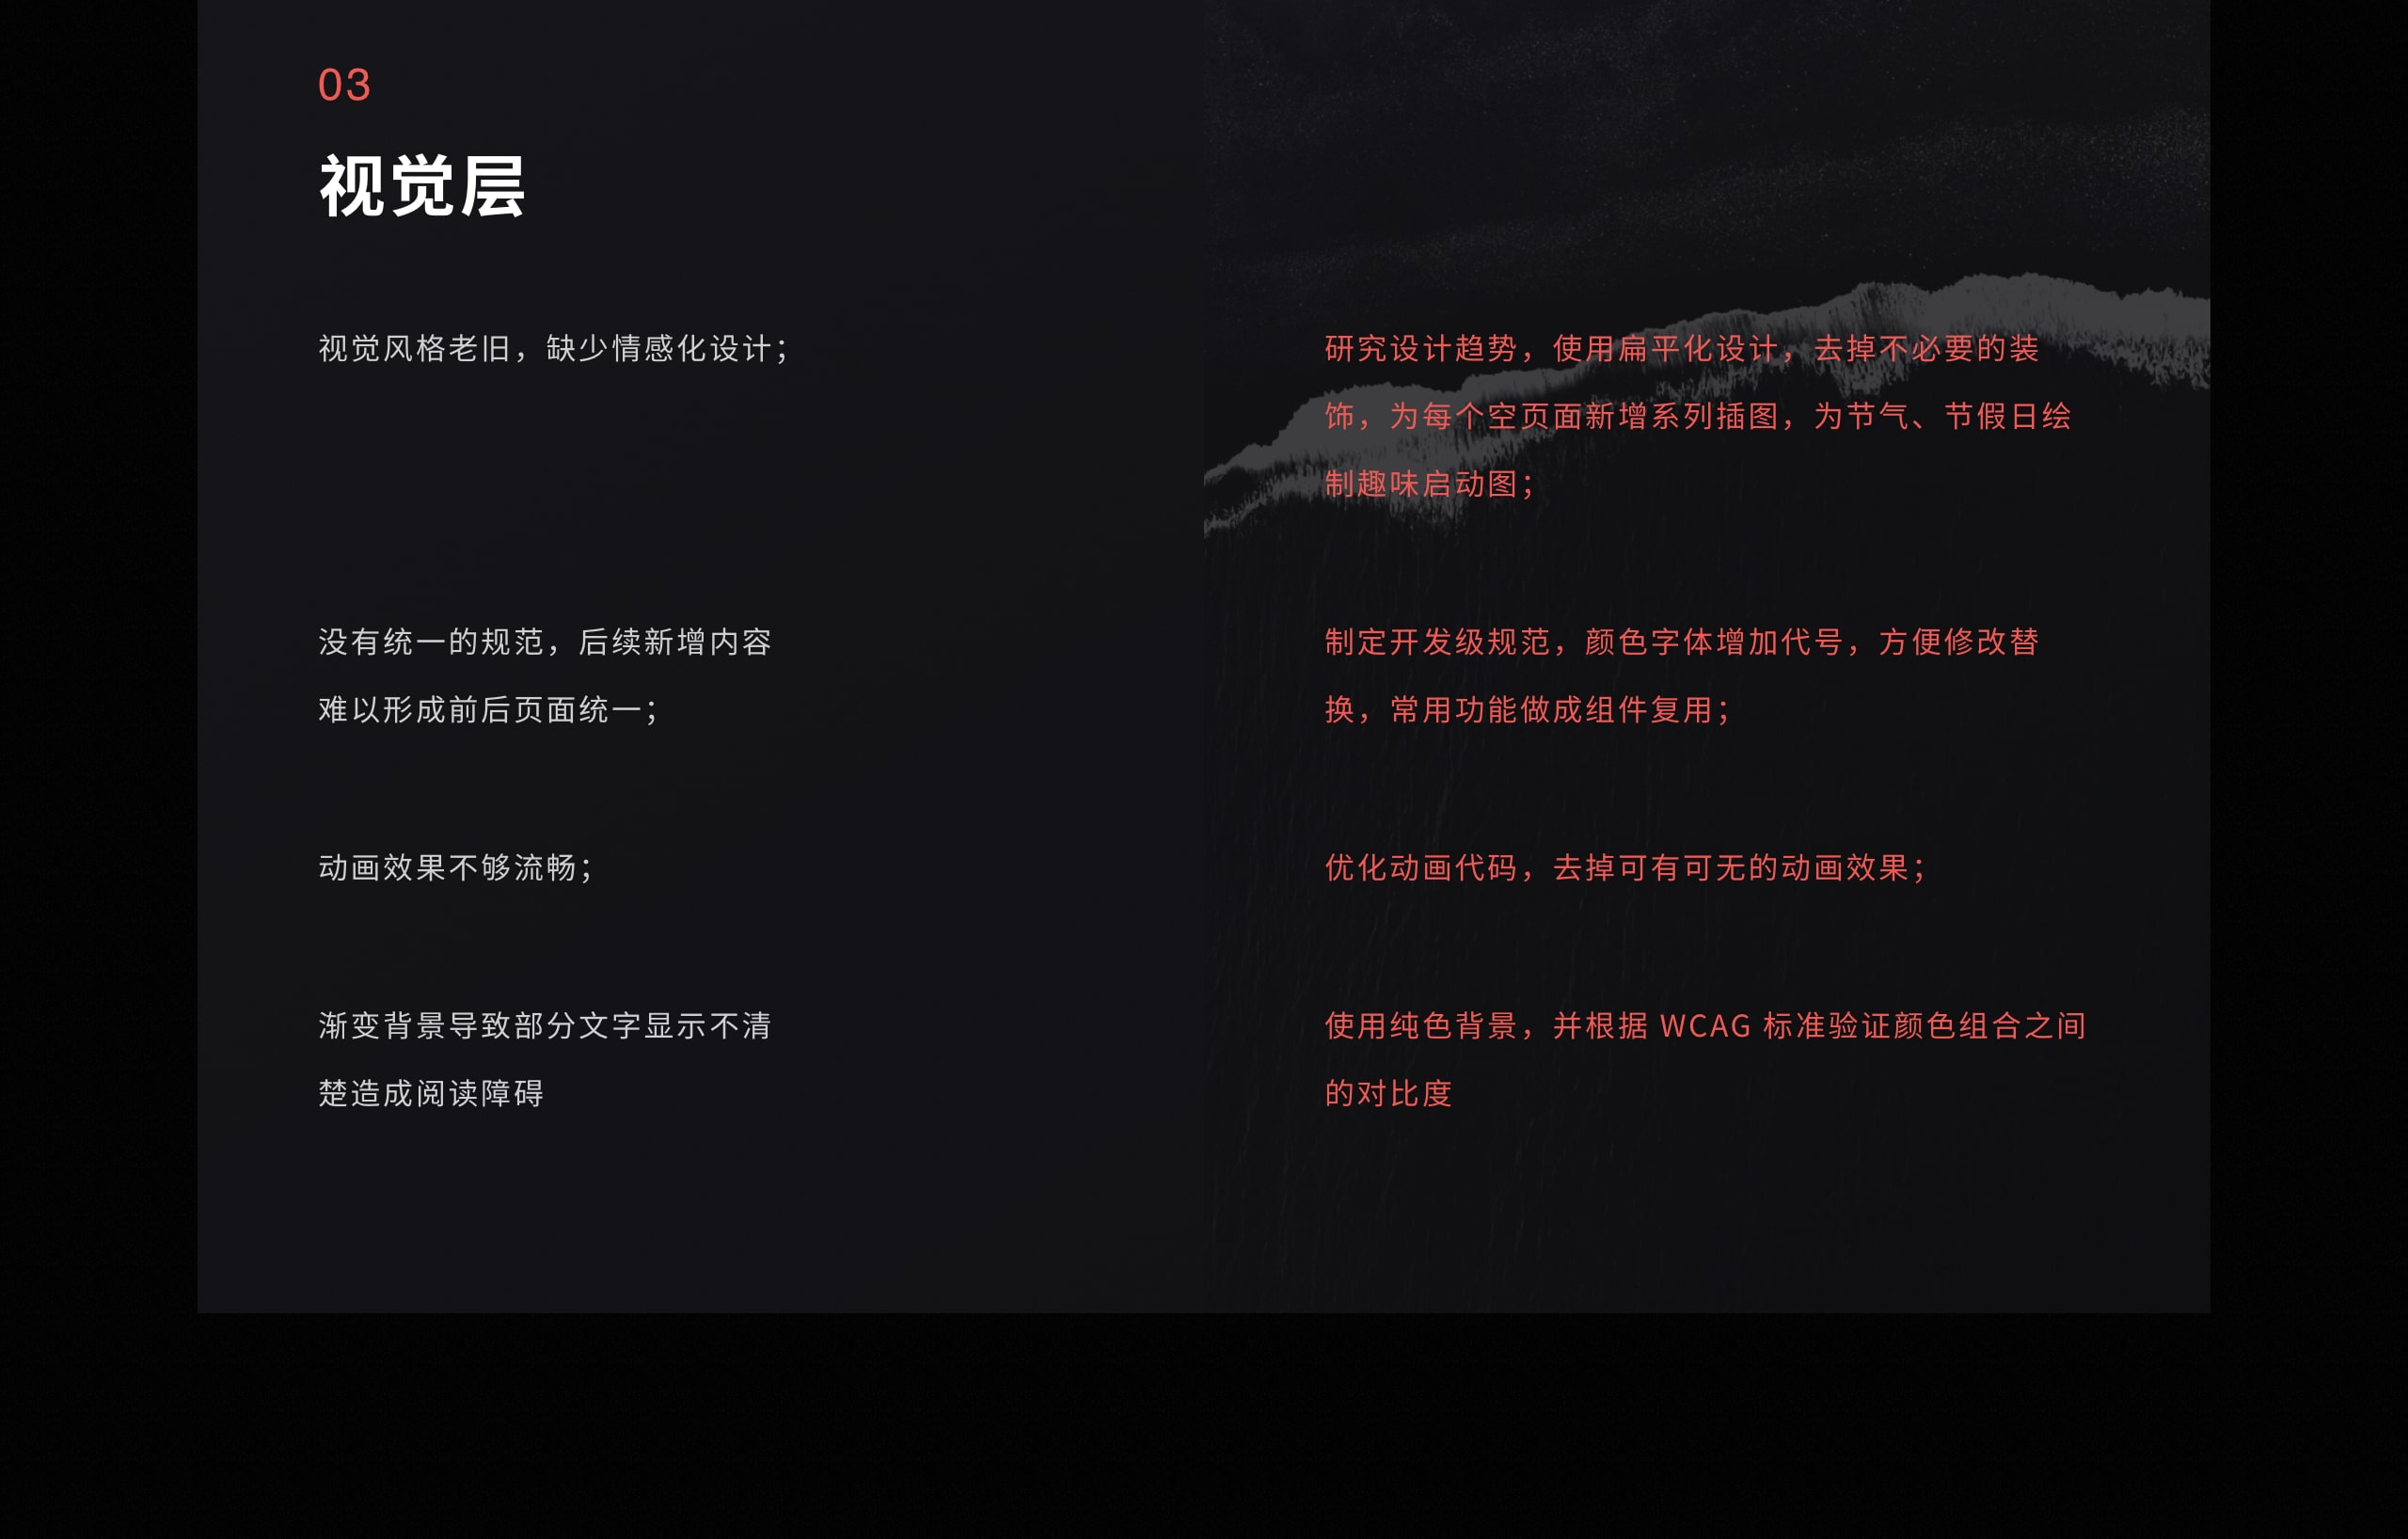 03
视觉层
视觉风格老旧，缺少情感化设计；
研究设计趋势，使用扁平化设计，去掉不必要的装
饰，为每个空页面新增系列插图，为节气、节假日绘
制趣味启动图；
没有统一的规范，后续新增内容
难以形成前后页面统一；
制定开发级规范，颜色字体增加代号，方便修改替
换，常用功能做成组件复用；
动画效果不够流畅；
优化动画代码，去掉可有可无的动画效果；
渐变背景导致部分文字显示不清
楚造成阅读障碍
使用纯色背景，并根据 WCAG 标准验证颜色组合之间
的对比度